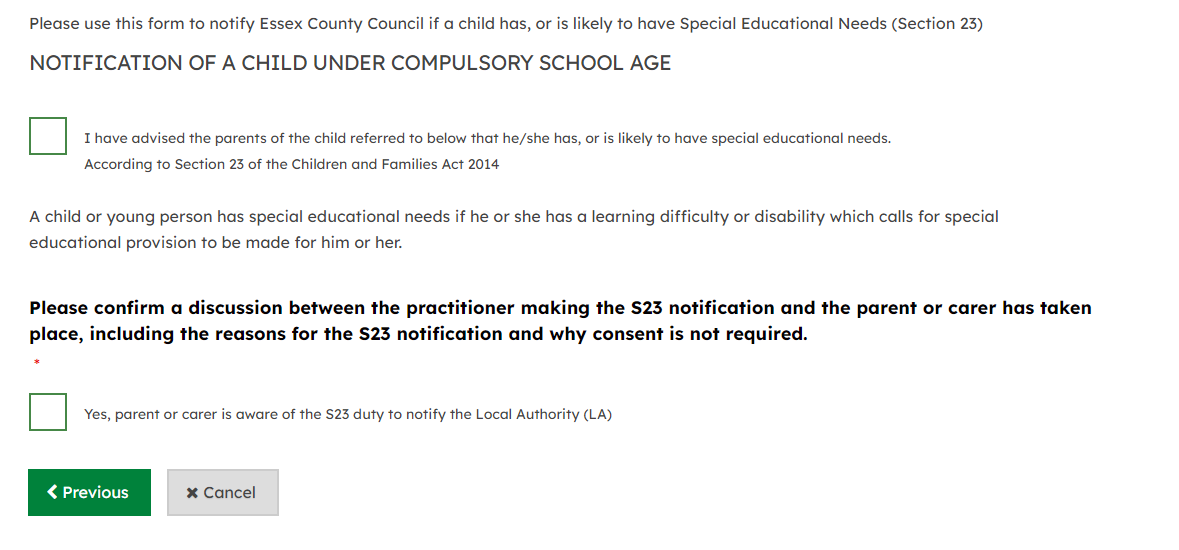 Please use this form to notify Essex County Council if a child has, or is likely to have Special Educational Needs (Section 23)
NOTIFICATION OF A CHILD UNDER COMPULSORY SCHOOL AGE
I have advised the parents of the child referred to below that he/she has, or is likely to have special educational needs.
According to Section 23 of the Children and Families Act 2014
A child or young person has special educational needs if he or she has a learning difficulty or disability which calls for special
educational provision to be made for him or her.
Please confirm a discussion between the practitioner making the S23 notification and the parent or carer has taken
place, including the reasons for the S23 notification and why consent is not required.
*
Yes, parent or carer is aware of the S23 duty to notify the Local Authority (LA)
Previous
Cancel